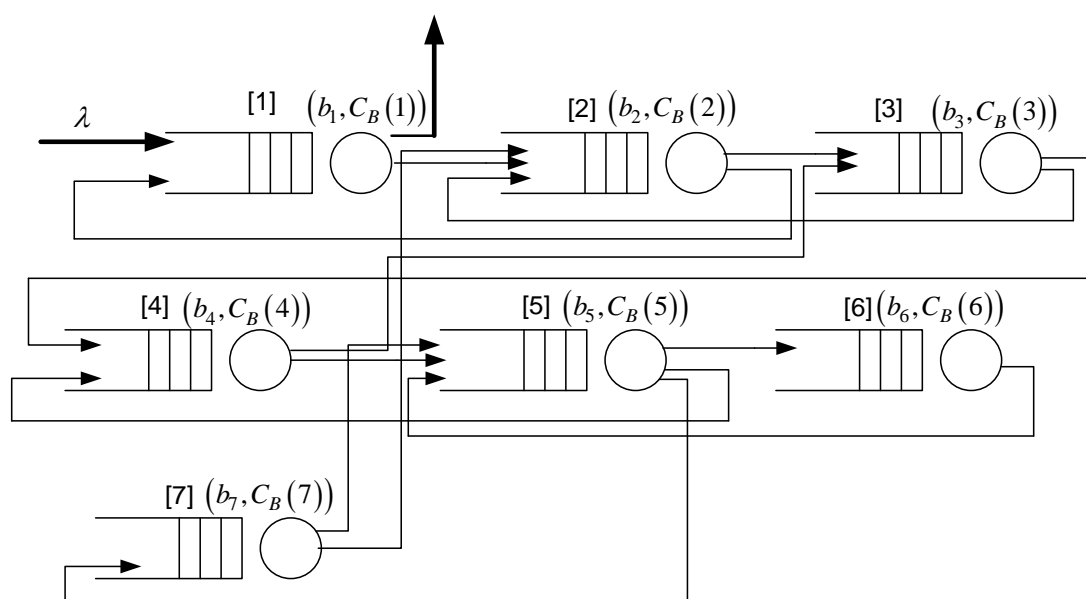 λ
[1] (b₁, C_B(1))
[2] (b₂, C_B(2))
[3] (b₃, C_B(3))
[4] (b₄, C_B(4))
[5] (b₅, C_B(5))
[6] (b₆, C_B(6))
[7] (b₇, C_B(7))